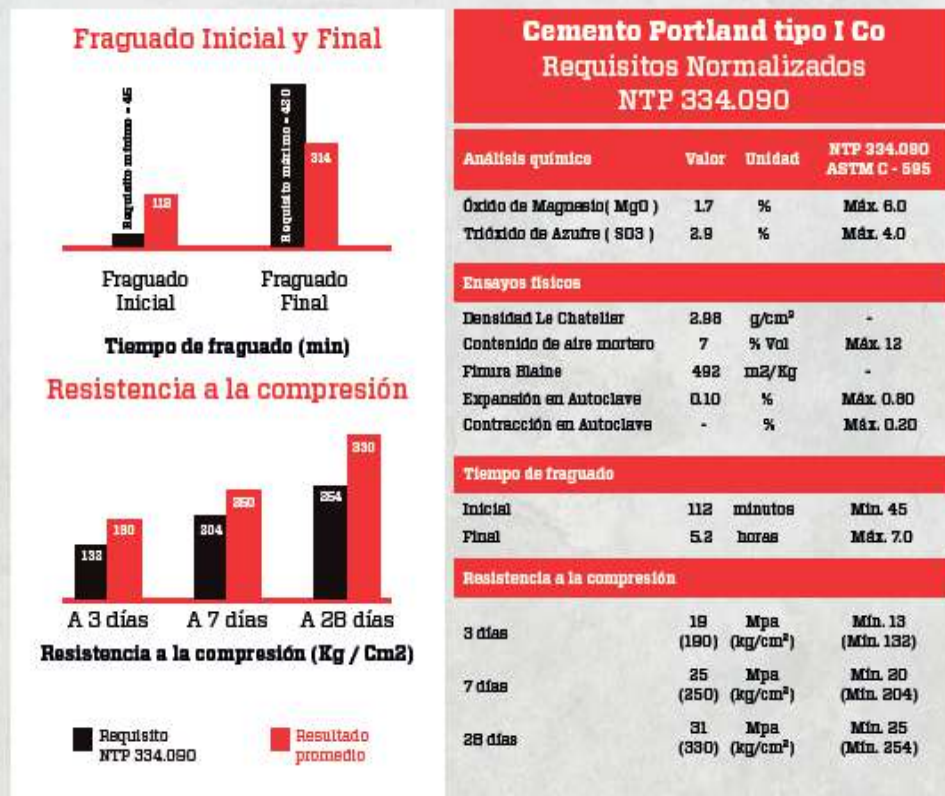 Fraguado Inicial y Final
Requisito mínimo - 45
112
Requisito máximo - 420
314
Fraguado Inicial
Fraguado Final
Tiempo de fraguado (min)
Resistencia a la compresión
132
190
204
250
254
330
A 3 días
A 7 días
A 28 días
Resistencia a la compresión (Kg / Cm2)
Requisito NTP 334.090
Resultado promedio
Cemento Portland tipo I Co
Requisitos Normalizados
NTP 334.090
Análisis químico Valor Unidad NTP 334.090 ASTM C - 595
Óxido de Magnesio( MgO ) 1.7 % Máx. 6.0
Trióxido de Azufre ( SO3 ) 2.9 % Máx. 4.0
Ensayos físicos
Densidad Le Chatelier 2.98 g/cm³ -
Contenido de aire mortero 7 % Vol Máx. 12
Finura Blaine 492 m2/Kg -
Expansión en Autoclave 0.10 % Máx. 0.80
Contracción en Autoclave - % Máx. 0.20
Tiempo de fraguado
Inicial 112 minutos Mín. 45
Final 5.2 horas Máx. 7.0
Resistencia a la compresión
3 días 19 Mpa Mín. 13
(190) (kg/cm²) (Mín. 132)
7 días 25 Mpa Mín. 20
(250) (kg/cm²) (Mín. 204)
28 días 31 Mpa Mín. 25
(330) (kg/cm²) (Mín. 254)